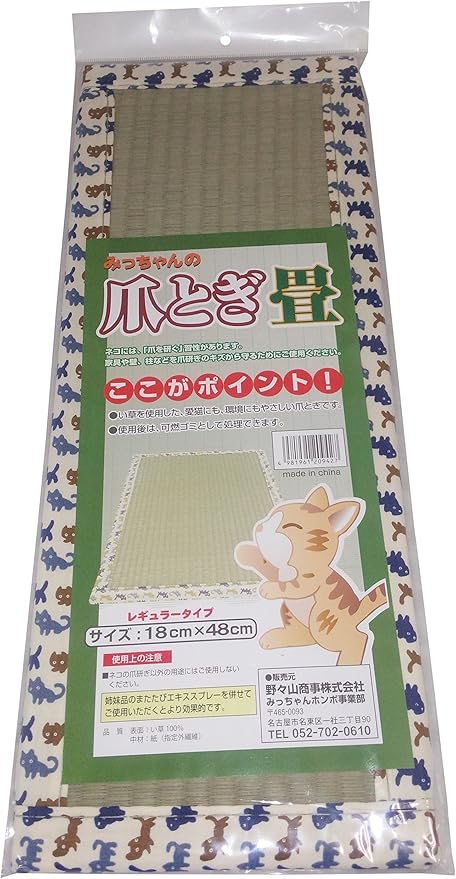 みっちゃんの
爪とぎ畳
ネコには、「爪を研ぐ」習性があります。
家具や壁、柱などを爪研ぎのキズから守るためにご使用ください。
ここがポイント！
●い草を使用した、愛猫にも、環境にもやさしい爪とぎです。
●使用後は、可燃ゴミとして処理できます。
4 981961 209427
made in china
レギュラータイプ
サイズ：18cm×48cm
使用上の注意
■ネコの爪研ぎ以外の用途にはご使用しないでください。
姉妹品のまたたびエキススプレーを併せて
ご使用いただくとより効果的です。
品質 表面：い草100%
中材：紙（指定外繊維）
●販売元
野々山商事株式会社
みっちゃんホンポ事業部
〒465-0093
名古屋市名東区一社三丁目90
TEL 052-702-0610